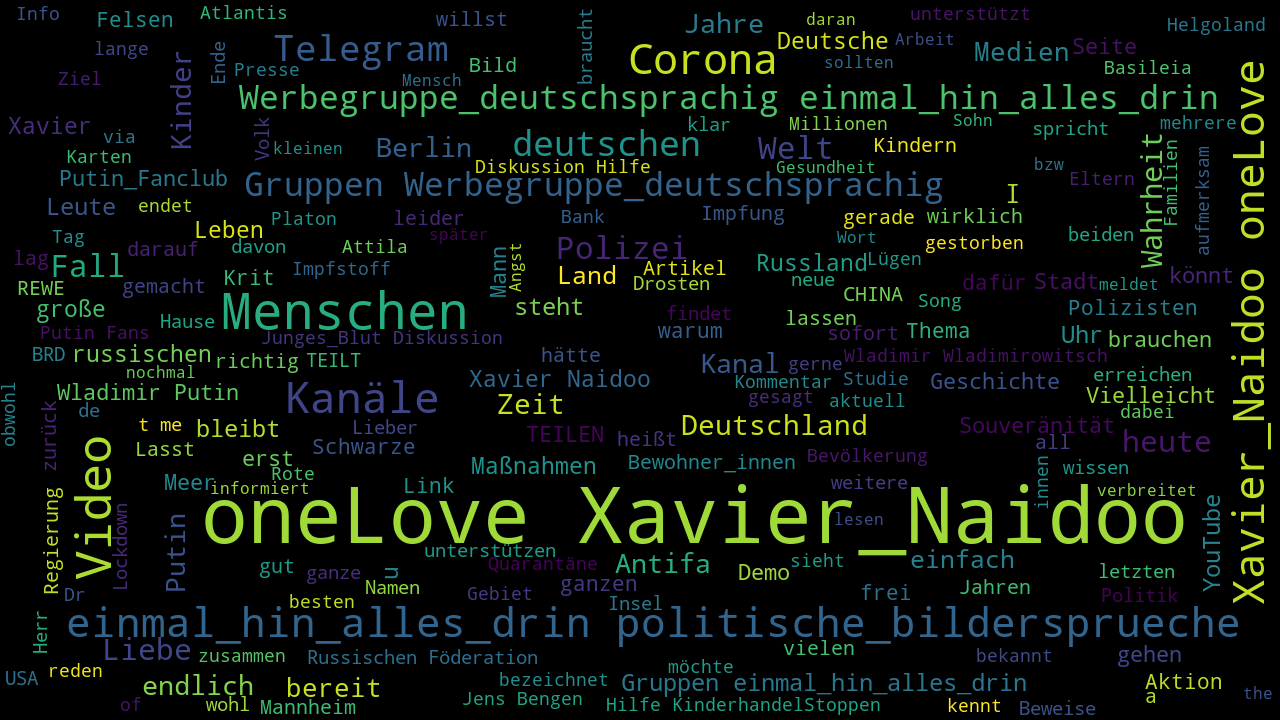 Info
Felsen
Atlantis
willst
braucht
Jahre
daran
unterstützt
Helgoland
lange
Kinder
Ende
Telegram
Corona
Deutsche
Arbeit
Medien
Seite
sollten
Ziel
Presse
Mensch
Bild
Basileia
oneLove
Werbegruppe_deutschsprachig einmal_hin_alles_drin
Xavier
via
Volk
kleinen
Berlin
deutschen
klar
Millionen
Sohn
spricht
mehrere
Welt
Kindern
Karten
Diskussion Hilfe
Gesundheit
bzw
Wahrheit
Familien
aufmerksam
Putin_Fanclub
Gruppen Werbegruppe_deutschsprachig
Eltern
I
Leute
endet
Platon
leider
Bank
Impfung
gerade
wirklich
Leben
Tag
darauf
davon
Attila
später
Polizei
Wort
gestorben
beiden
lag
Fall
Krit
Impfstoff
Mann
Angst
Land
Artikel
Russland
Lügen
REWE
gemacht
Drosten
neue
CHINA
dafür
Stadt
meldet
könnt
große
Hause
Menschen
steht
findet
lassen
Song
Polizisten
Putin Fans
Junges_Blut Diskussion
warum
sofort
Thema
Uhr
brauchen
BRD
russischen
richtig
TEILT
hätte
Kanal
gerne
Wladimir Wladimirowitsch
nochmal
Xavier Naidoo
Kommentar
Studie
Geschichte
erreichen
obwohl
Wladimir Putin
Kanäle
Zeit
gesagt
aktuell
Vielleicht
zurück
de
t me
bleibt
Lieber
TEILEN
heißt
Deutschland
Souveränität
dabei
Xavier_Naidoo oneLove
Video
Lasst
erst
Schwarze
Maßnahmen
Bewohner_innen
Bevölkerung
all
heute
Meer
informiert
Rote
Link
weitere
innen
wissen
verbreitet
oneLove Xavier_Naidoo
lesen
YouTube
Regierung
Lockdown
Putin
unterstützen
Quarantäne
Antifa
sieht
einfach
gut
ganze
u
Namen
ganzen
Demo
letzten
Dr
besten
Gebiet
Insel
frei
Jahren
Politik
Herr
einmal_hin_alles_drin politische_bildersprueche
Liebe
zusammen
Russischen Föderation
vielen
bekannt
gehen
USA
reden
endlich
bereit
bezeichnet
möchte
Gruppen einmal_hin_alles_drin
Aktion
of
wohl
Mannheim
Jens Bengen
Hilfe KinderhandelStoppen
kennt
Beweise
a
the